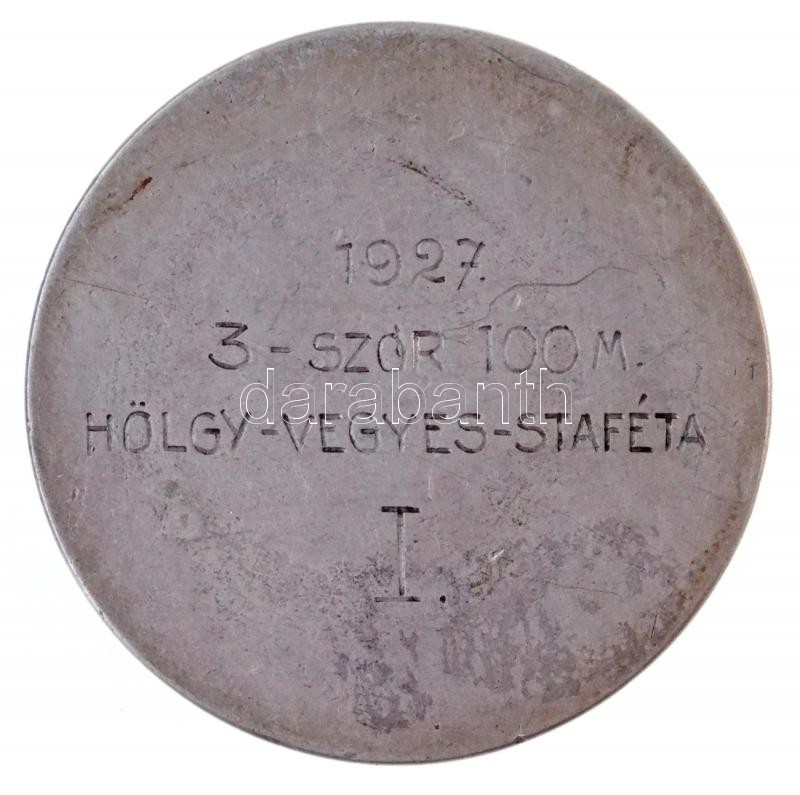 1927.
3-SZOR 100 M.
darabanth
HÖLGY-VEGYES-STAFÉTA
I.